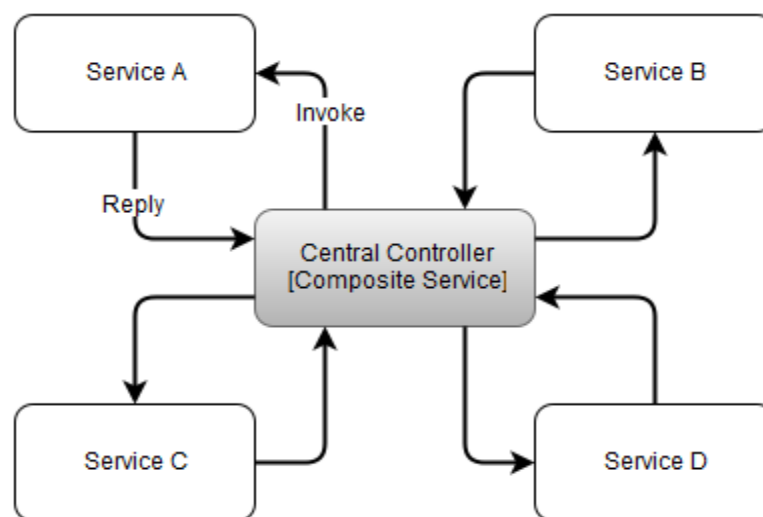 Service A
Service B
Invoke
Reply
Central Controller
[Composite Service]
Service C
Service D